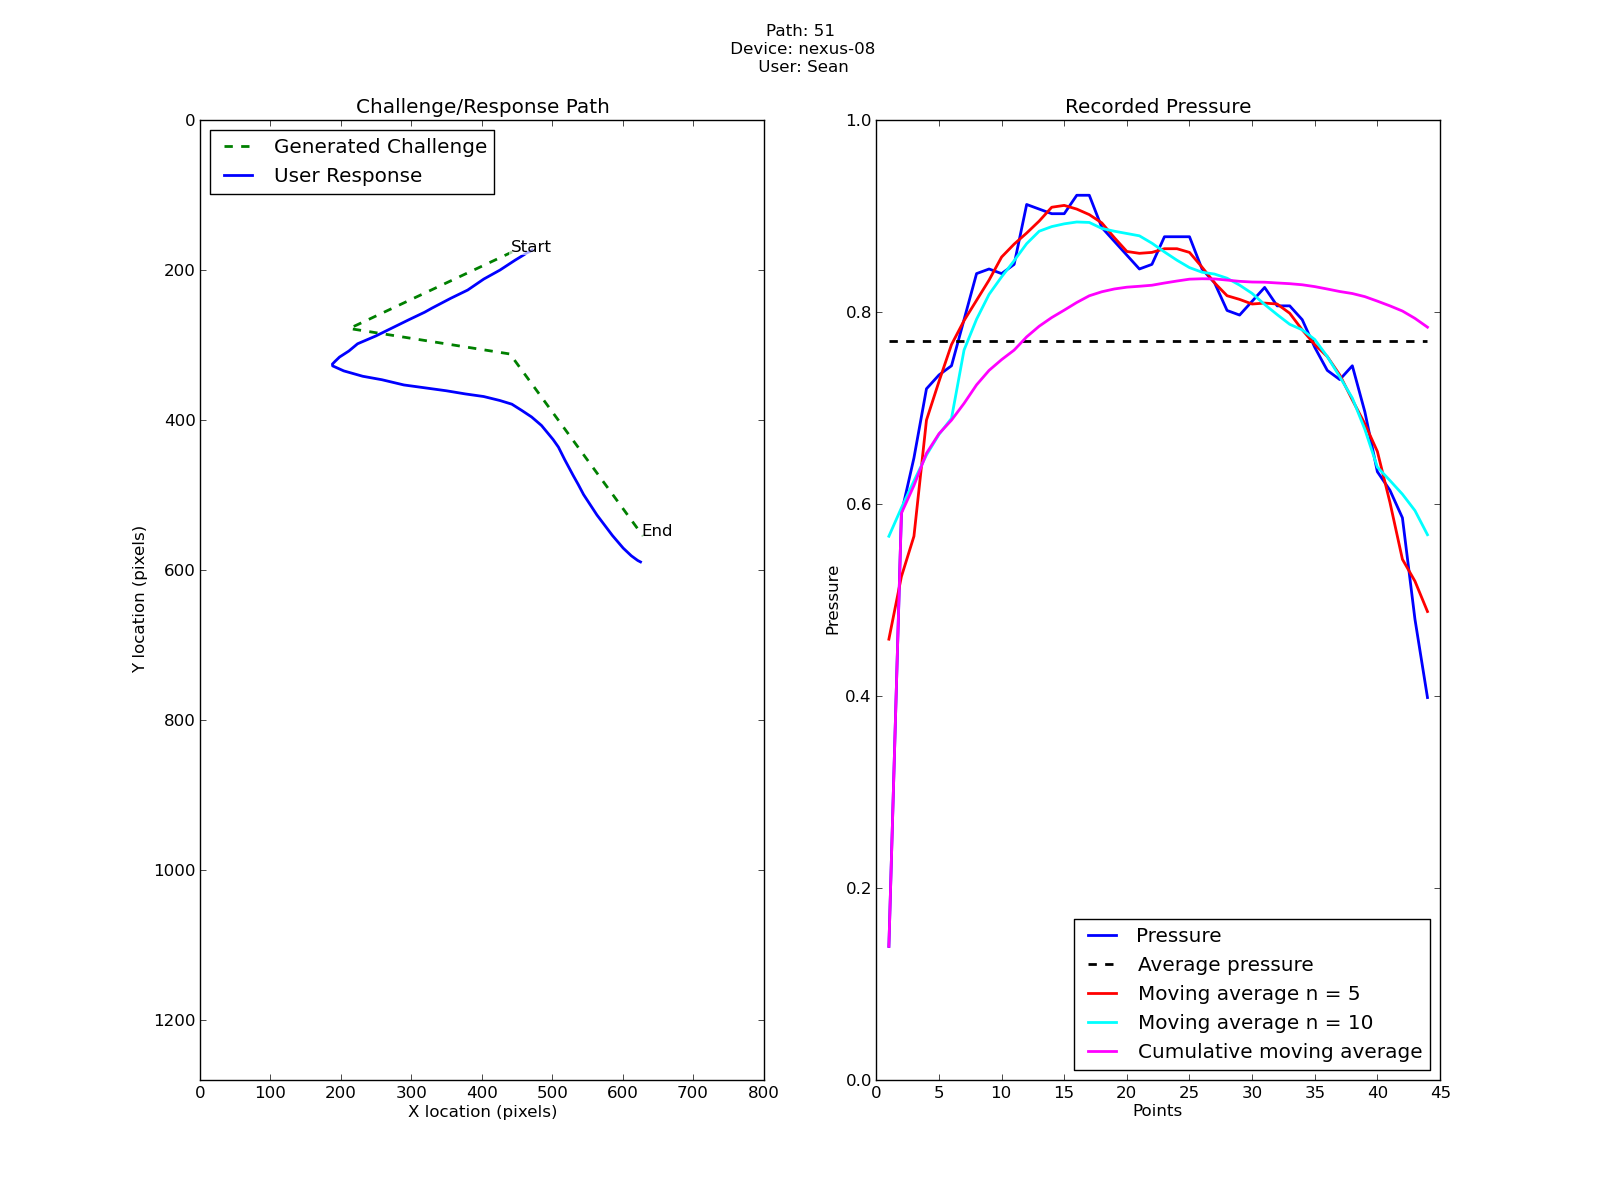 Path: 51
Device: nexus-08
User: Sean
Challenge/Response Path
0
200
400
600
800
1000
1200
Y location (pixels)
Generated Challenge
User Response
Start
End
0 100 200 300 400 500 600 700 800
X location (pixels)
Recorded Pressure
1.0
0.8
0.6
0.4
0.2
0.0
Pressure
Pressure
Average pressure
Moving average n = 5
Moving average n = 10
Cumulative moving average
0 5 10 15 20 25 30 35 40 45
Points